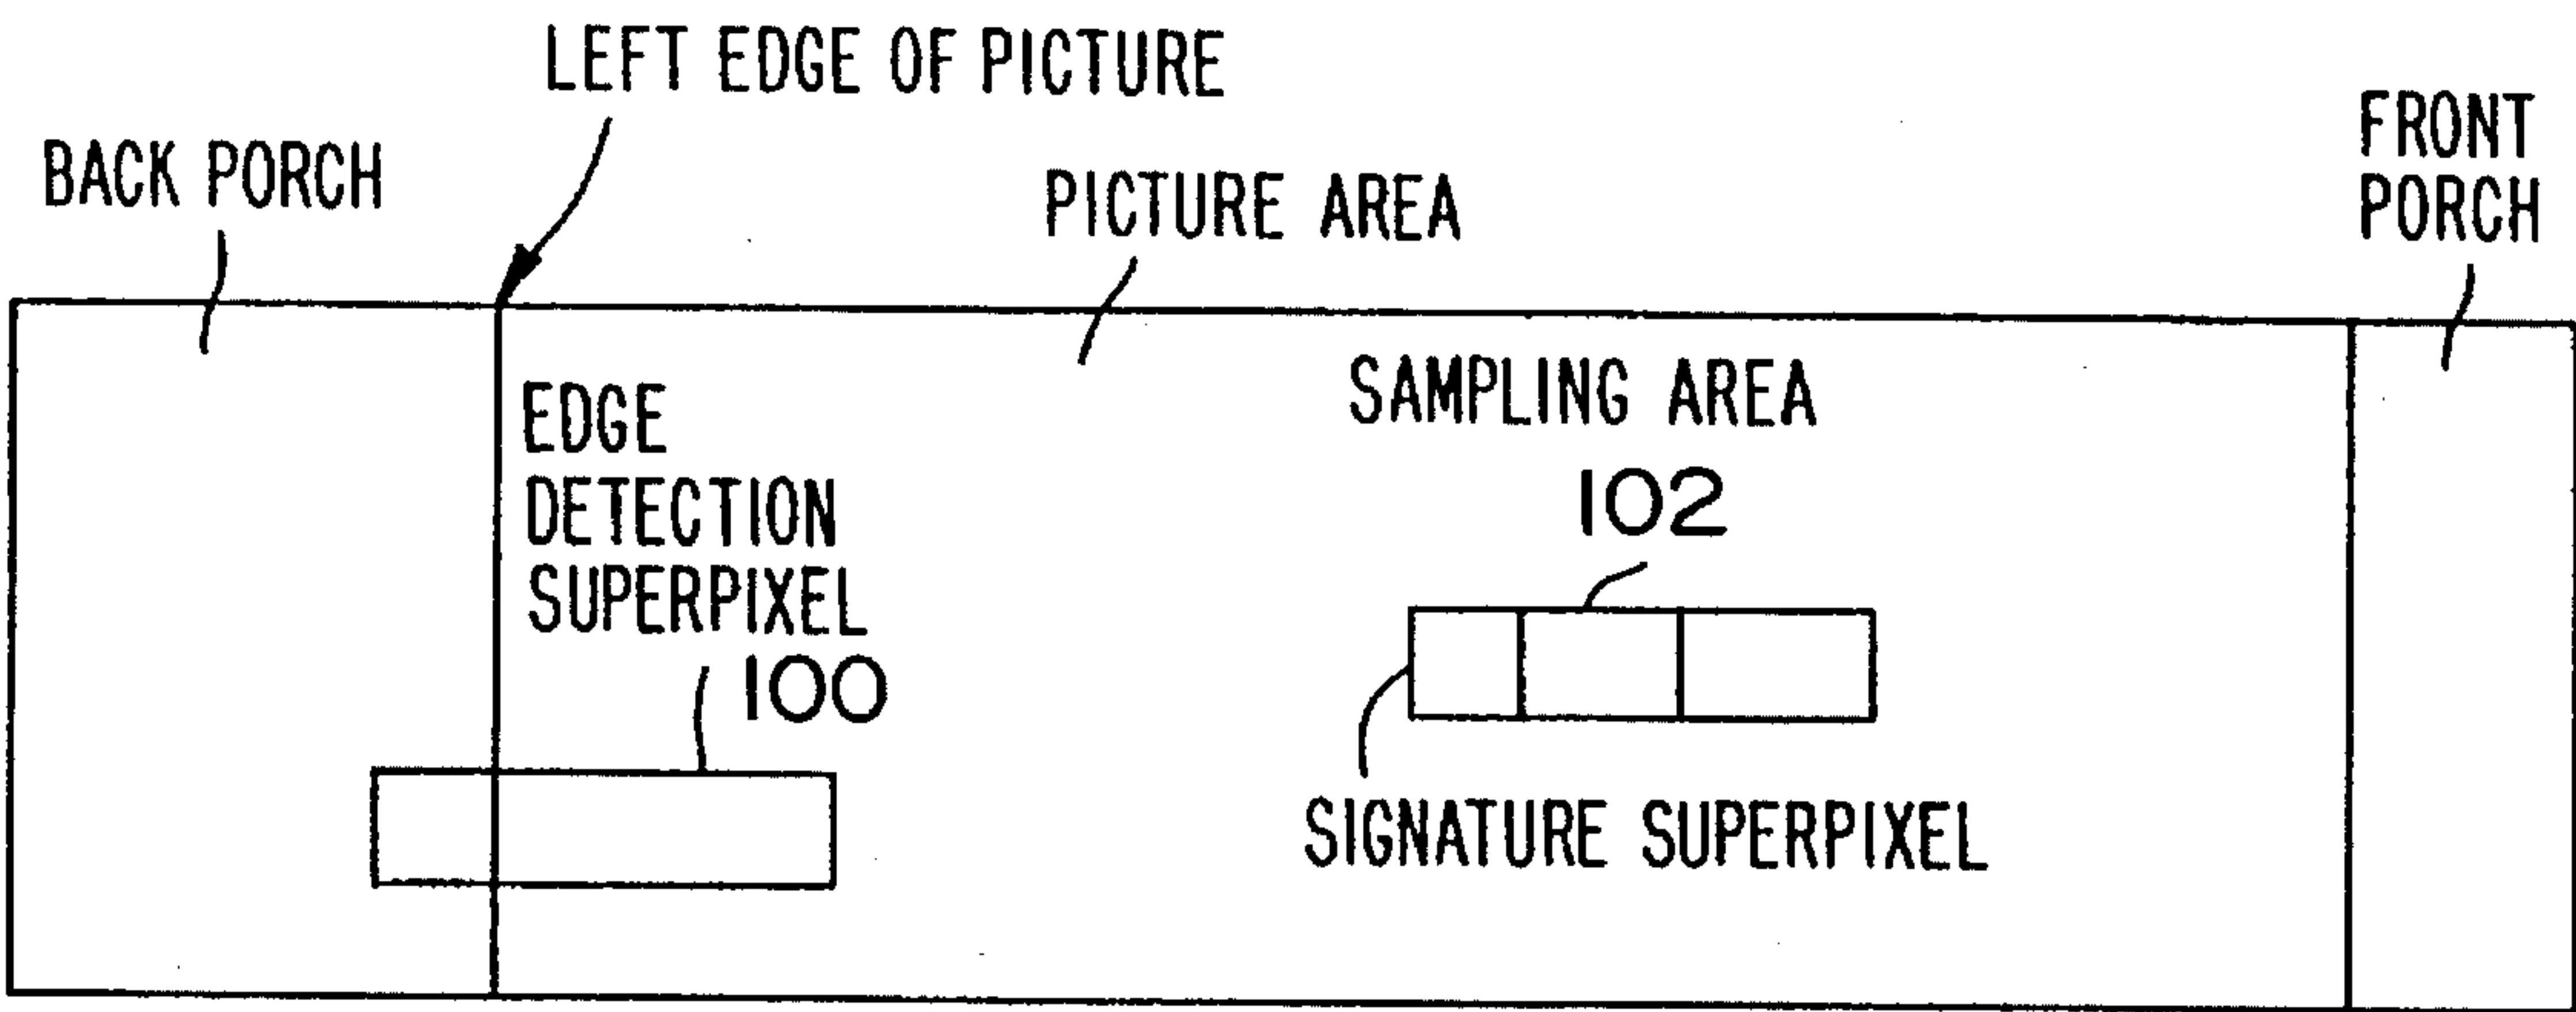 LEFT EDGE OF PICTURE
BACK PORCH
PICTURE AREA
FRONT
PORCH
EDGE
DETECTION
SUPERPIXEL
100
SAMPLING AREA
102
SIGNATURE SUPERPIXEL